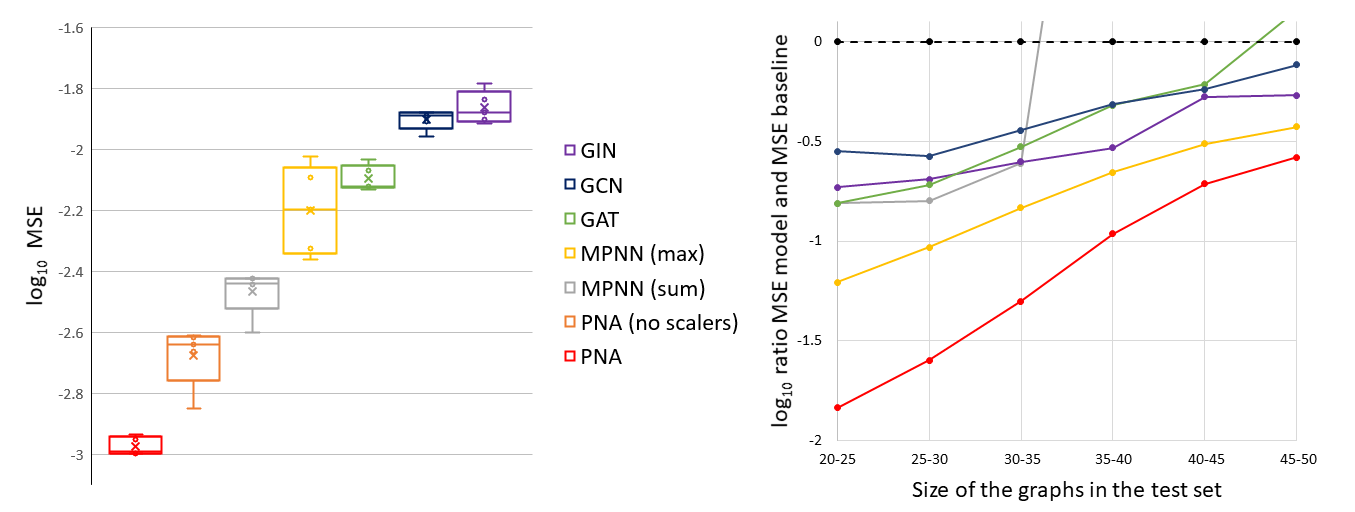 -1.6
-1.8
-2
-2.2
-2.4
-2.6
-2.8
-3
log₁₀ MSE
GIN
GCN
GAT
MPNN (max)
MPNN (sum)
PNA (no scalers)
PNA
log₁₀ ratio MSE model and MSE baseline
0
-0.5
-1
-1.5
-2
20-25 25-30 30-35 35-40 40-45 45-50
Size of the graphs in the test set